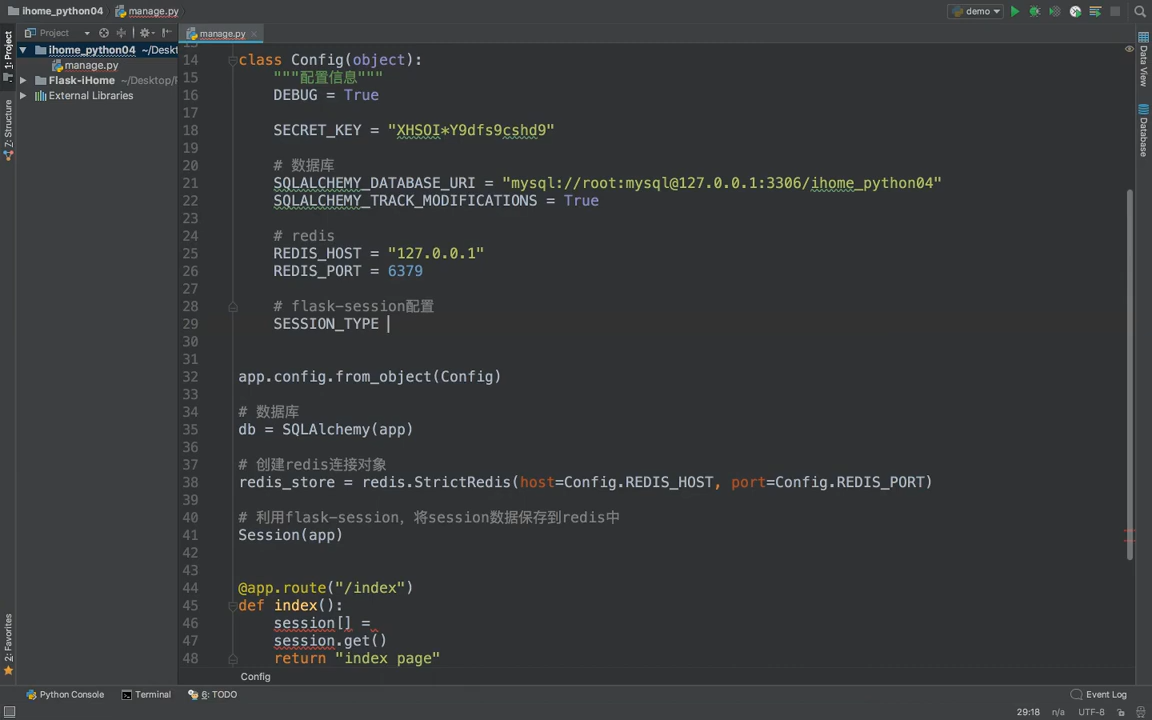 ihome_python04 manage.py demo
Project manage.py
ihome_python04 ~/Deskt
manage.py
Flask-iHome ~/Desktop/
External Libraries
1: Project
7: Structure
2: Favorites
Data View
Database
14 class Config(object):
15 """配置信息"""
16 DEBUG = True
17
18 SECRET_KEY = "XHSOI*Y9dfs9cshd9"
19
20 # 数据库
21 SQLALCHEMY_DATABASE_URI = "mysql://root:mysql@127.0.0.1:3306/ihome_python04"
22 SQLALCHEMY_TRACK_MODIFICATIONS = True
23
24 # redis
25 REDIS_HOST = "127.0.0.1"
26 REDIS_PORT = 6379
27
28 # flask-session配置
29 SESSION_TYPE
30
31
32 app.config.from_object(Config)
33
34 # 数据库
35 db = SQLAlchemy(app)
36
37 # 创建redis连接对象
38 redis_store = redis.StrictRedis(host=Config.REDIS_HOST, port=Config.REDIS_PORT)
39
40 # 利用flask-session，将session数据保存到redis中
41 Session(app)
42
43
44 @app.route("/index")
45 def index():
46 session[] =
47 session.get()
48 return "index page"
Config
Python Console Terminal 6: TODO Event Log
29:18 n/a UTF-8